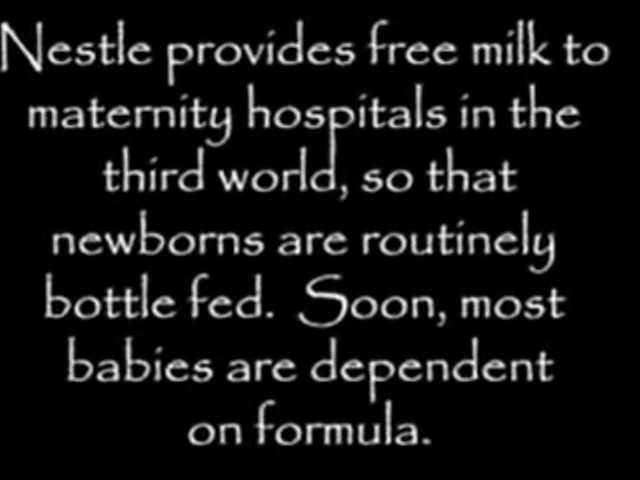 Nestle provides free milk to
maternity hospitals in the
third world, so that
newborns are routinely
bottle fed. Soon, most
babies are dependent
on formula.